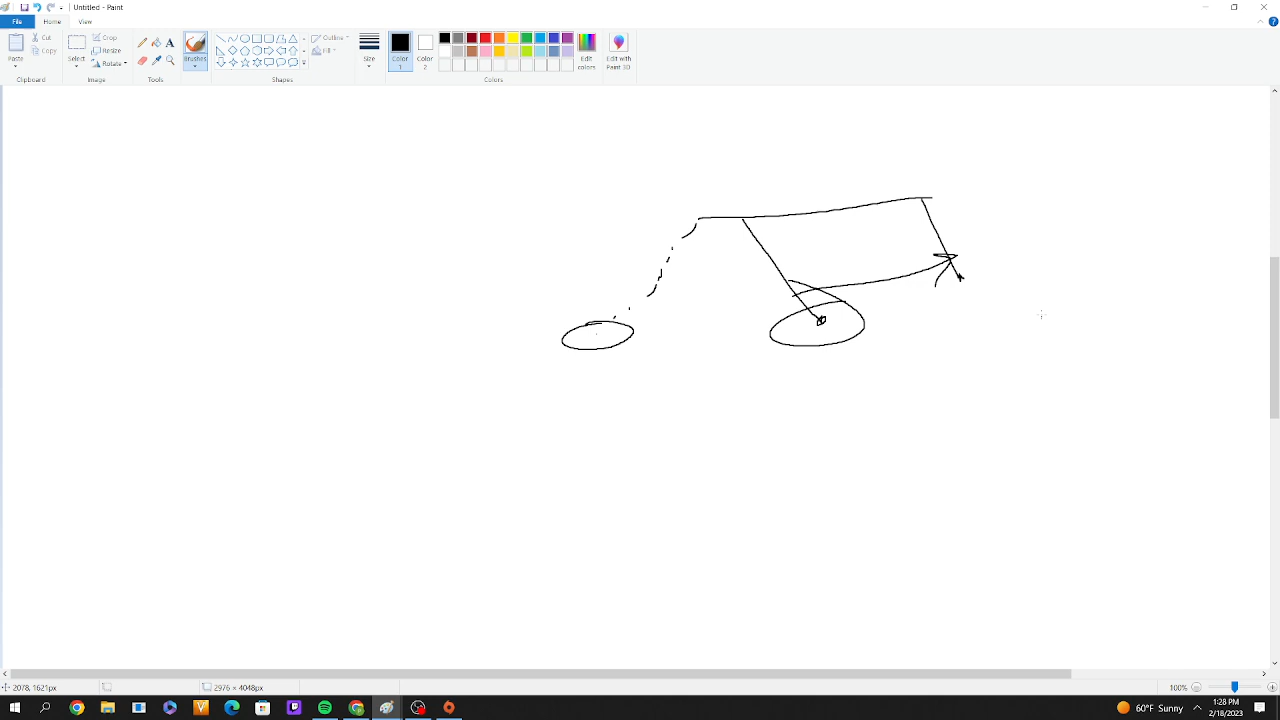 Untitled - Paint
File Home View
Paste
Cut
Copy
Clipboard
Select
Crop
Resize
Rotate
Image
Tools
Brushes
Shapes
Outline
Fill
Size
Color 1
Color 2
Colors
Edit colors
Edit with Paint 3D
2078, 1621px
2976 × 4048px
100%
60°F Sunny
1:28 PM
2/18/2023